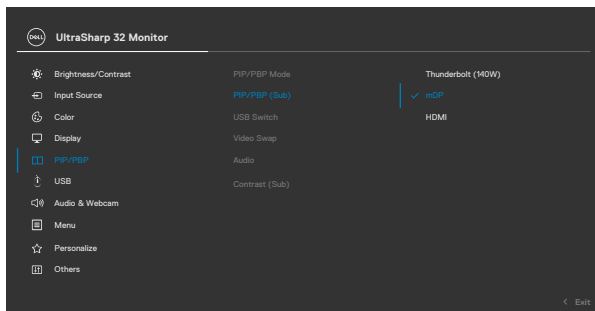 DELL UltraSharp 32 Monitor
Brightness/Contrast PIP/PBP Mode Thunderbolt (140W)
Input Source PIP/PBP (Sub) mDP
Color USB Switch HDMI
Display Video Swap
PIP/PBP Audio
USB Contrast (Sub)
Audio & Webcam
Menu
Personalize
Others
Exit